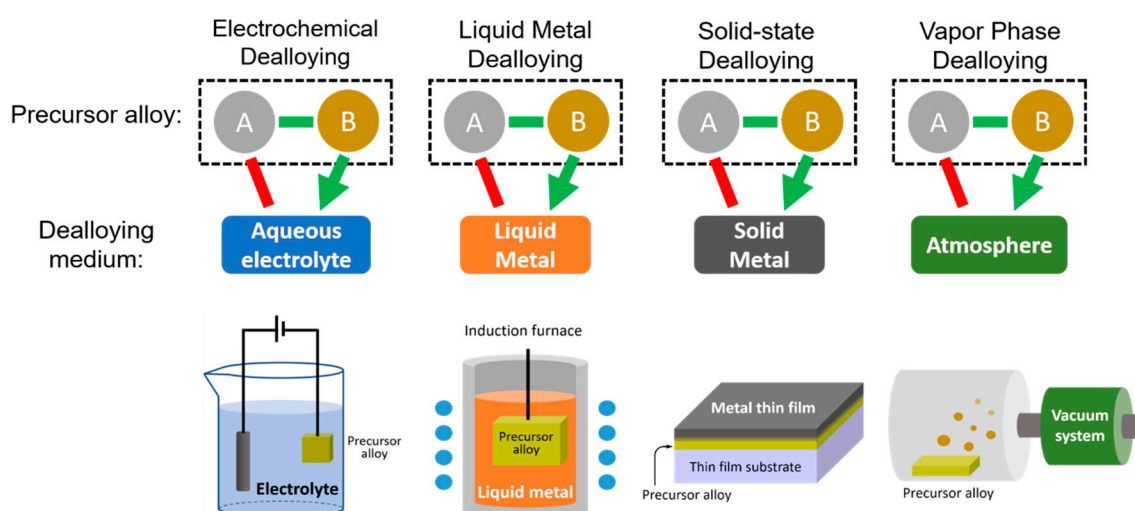 Electrochemical
Dealloying
Liquid Metal
Dealloying
Solid-state
Dealloying
Vapor Phase
Dealloying
Precursor alloy:
A
B
A
B
A
B
A
B
Dealloying
medium:
Aqueous
electrolyte
Liquid
Metal
Solid
Metal
Atmosphere
Precursor
alloy
Electrolyte
Induction furnace
Precursor
alloy
Liquid metal
Metal thin film
Thin film substrate
Precursor alloy
Vacuum
system
Precursor alloy